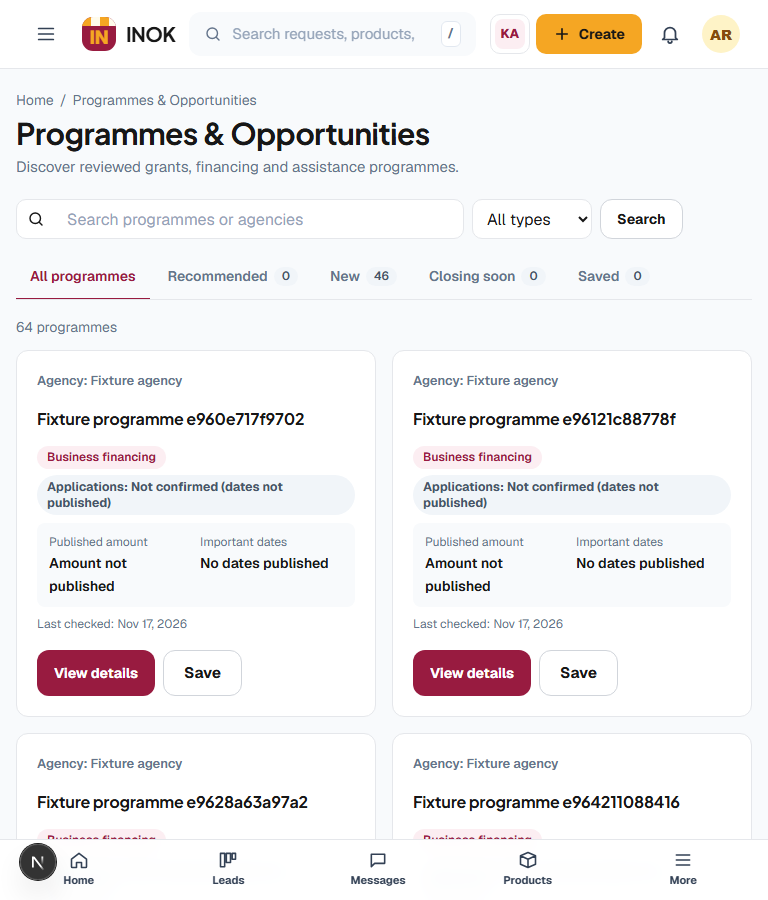 IN INOK Search requests, products, / KA + Create AR
Home / Programmes & Opportunities
Programmes & Opportunities
Discover reviewed grants, financing and assistance programmes.
Search programmes or agencies All types Search
All programmes Recommended 0 New 46 Closing soon 0 Saved 0
64 programmes
Agency: Fixture agency
Fixture programme e960e717f9702
Business financing
Applications: Not confirmed (dates not
published)
Published amount Important dates
Amount not No dates published
published
Last checked: Nov 17, 2026
View details Save
Agency: Fixture agency
Fixture programme e96121c88778f
Business financing
Applications: Not confirmed (dates not
published)
Published amount Important dates
Amount not No dates published
published
Last checked: Nov 17, 2026
View details Save
Agency: Fixture agency
Fixture programme e9628a63a97a2
Business financing
Agency: Fixture agency
Fixture programme e964211088416
Business financing
N Home Leads Messages Products More